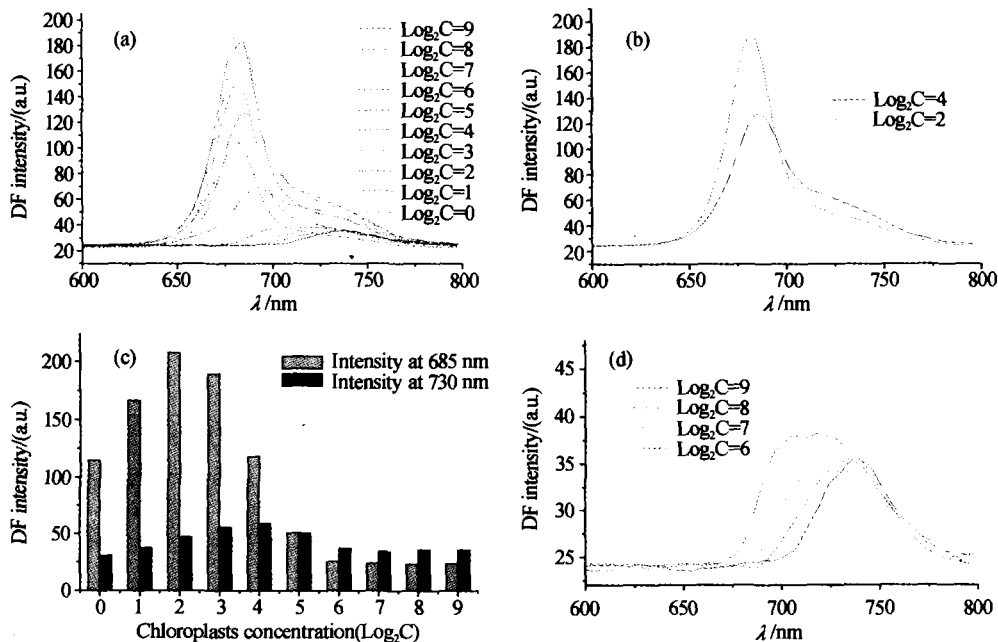 (a)
DF intensity/(a.u.)
200
180
160
140
120
100
80
60
40
20
600
650
700
750
800
λ/nm
Log₂C=9
Log₂C=8
Log₂C=7
Log₂C=6
Log₂C=5
Log₂C=4
Log₂C=3
Log₂C=2
Log₂C=1
Log₂C=0
(b)
DF intensity/(a.u.)
200
180
160
140
120
100
80
60
40
20
600
650
700
750
800
λ/nm
Log₂C=4
Log₂C=2
(c)
DF intensity/(a.u.)
200
150
100
50
0
0
1
2
3
4
5
6
7
8
9
Chloroplasts concentration(Log₂C)
Intensity at 685 nm
Intensity at 730 nm
(d)
DF intensity/(a.u.)
45
40
35
30
25
600
650
700
750
800
λ/nm
Log₂C=9
Log₂C=8
Log₂C=7
Log₂C=6